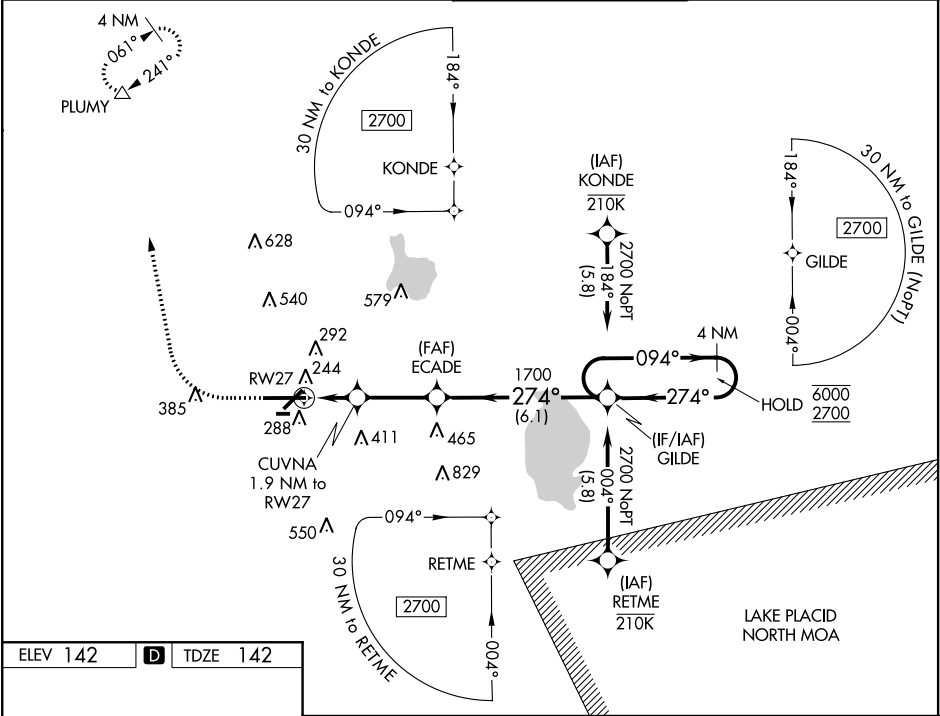 4 NM
061°
241°
PLUMY
30 NM to KONDE
184°
2700
KONDE
094°
(IAF)
KONDE
210K
2700 NoPT
184°
(5.8)
184°
30 NM to GILDE (NoPT)
2700
GILDE
004°
628
540
579
292
244
RW27
385
288
(FAF)
ECADE
1700
274°
(6.1)
4 NM
094°
274°
HOLD
6000
2700
(IF/IAF)
GILDE
411
465
829
CUVNA
1.9 NM to
RW27
550
2700 NoPT
004°
(5.8)
094°
RETME
30 NM to RETME
2700
004°
(IAF)
RETME
210K
LAKE PLACID
NORTH MOA
ELEV 142 D TDZE 142